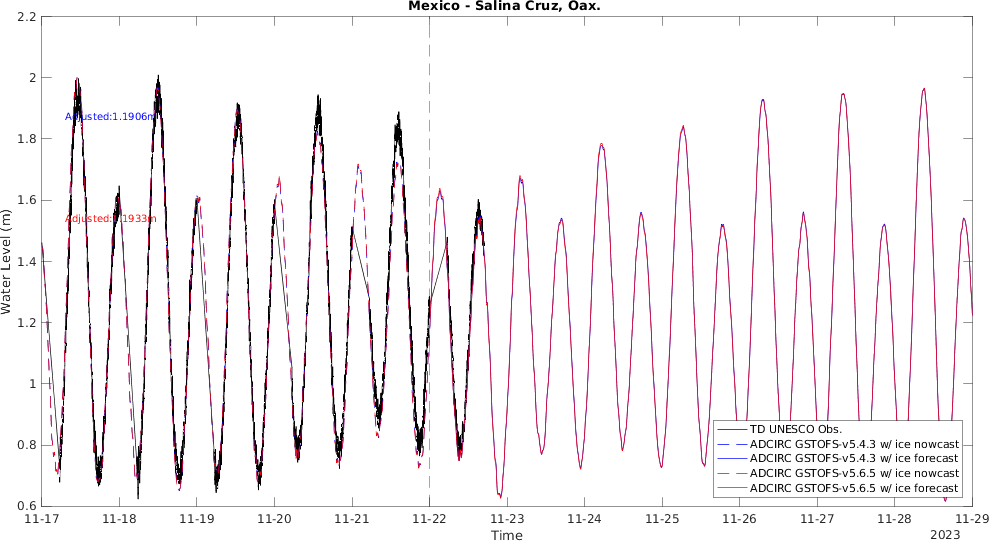 Mexico - Salina Cruz, Oax.
2.2
2
1.8
1.6
1.4
1.2
1
0.8
0.6
Water Level (m)
Adjusted:1.1906m
Adjusted:1.1933m
TD UNESCO Obs.
ADCIRC GSTOFS-v5.4.3 w/ ice nowcast
ADCIRC GSTOFS-v5.4.3 w/ ice forecast
ADCIRC GSTOFS-v5.6.5 w/ ice nowcast
ADCIRC GSTOFS-v5.6.5 w/ ice forecast
11-17 11-18 11-19 11-20 11-21 11-22 11-23 11-24 11-25 11-26 11-27 11-28 11-29
Time
2023